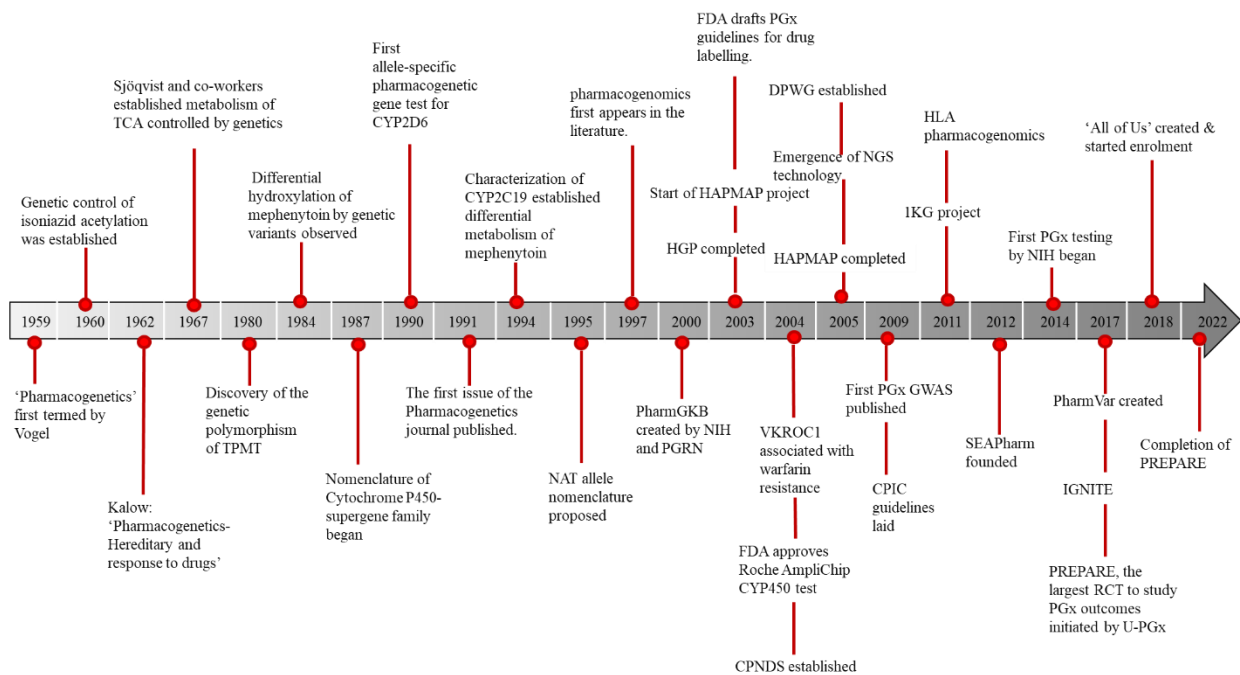 FDA drafts PGx
guidelines for drug
labelling.
First
allele-specific
pharmacogenetic
gene test for
CYP2D6
Sjöqvist and co-workers
established metabolism of
TCA controlled by genetics
pharmacogenomics
first appears in the
literature.
DPWG established
HLA
pharmacogenomics
'All of Us' created &
started enrolment
Genetic control of
isoniazid acetylation
was established
Differential
hydroxylation of
mephenytoin by genetic
variants observed
Characterization of
CYP2C19 established
differential
metabolism of
mephenytoin
Start of HAPMAP project
HGP completed
Emergence of NGS
technology
HAPMAP completed
1KG project
First PGx testing
by NIH began
1959
1960
1962
1967
1980
1984
1987
1990
1991
1994
1995
1997
2000
2003
2004
2005
2009
2011
2012
2014
2017
2018
2022
'Pharmacogenetics'
first termed by
Vogel
Kalow:
'Pharmacogenetics-
Hereditary and
response to drugs'
Discovery of the
genetic
polymorphism
of TPMT
Nomenclature of
Cytochrome P450-
supergene family
began
The first issue of the
Pharmacogenetics
journal published.
NAT allele
nomenclature
proposed
PharmGKB
created by NIH
and PGRN
VKROC1
associated with
warfarin
resistance
FDA approves
Roche AmpliChip
CYP450 test
CPNDS established
First PGx GWAS
published
CPIC
guidelines
laid
SEAPharm
founded
PharmVar created
IGNITE
PREPARE, the
largest RCT to study
PGx outcomes
initiated by U-PGx
Completion of
PREPARE